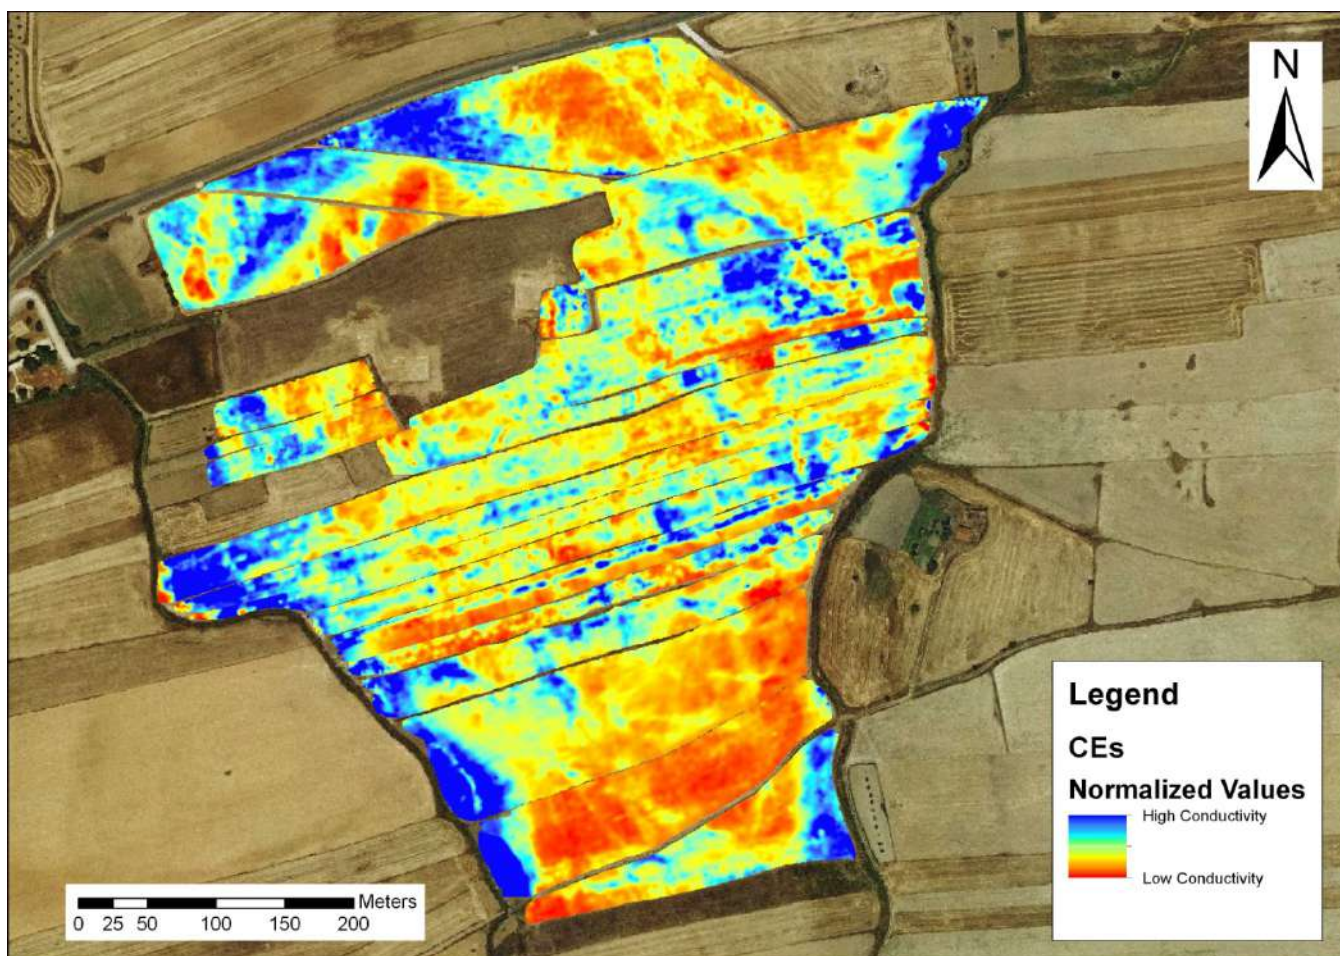 N
Legend
CEs
Normalized Values
High Conductivity
Low Conductivity
Meters
0 25 50 100 150 200